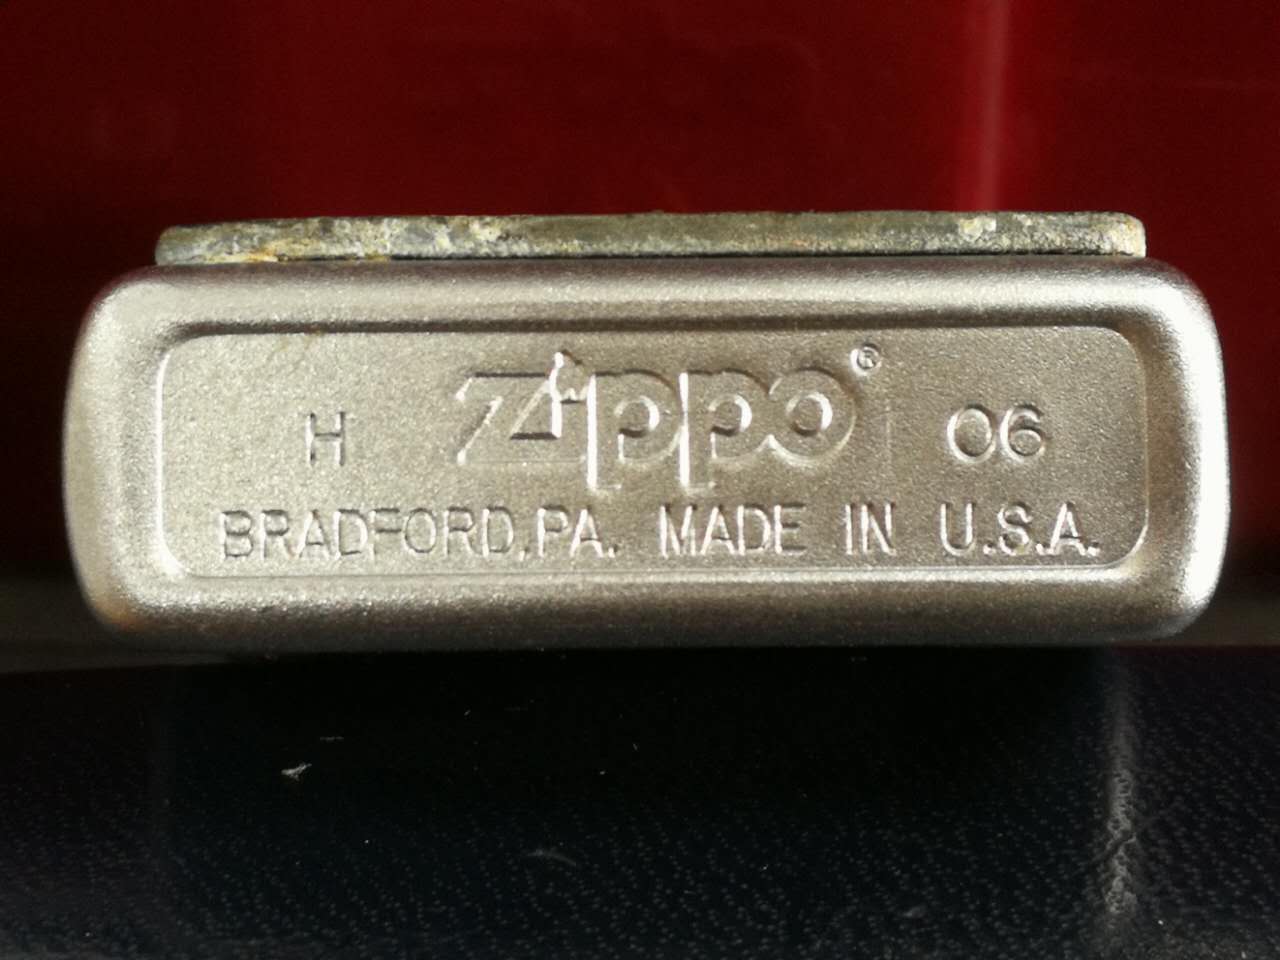 H Zippo® 06
BRADFORD,PA. MADE IN U.S.A.